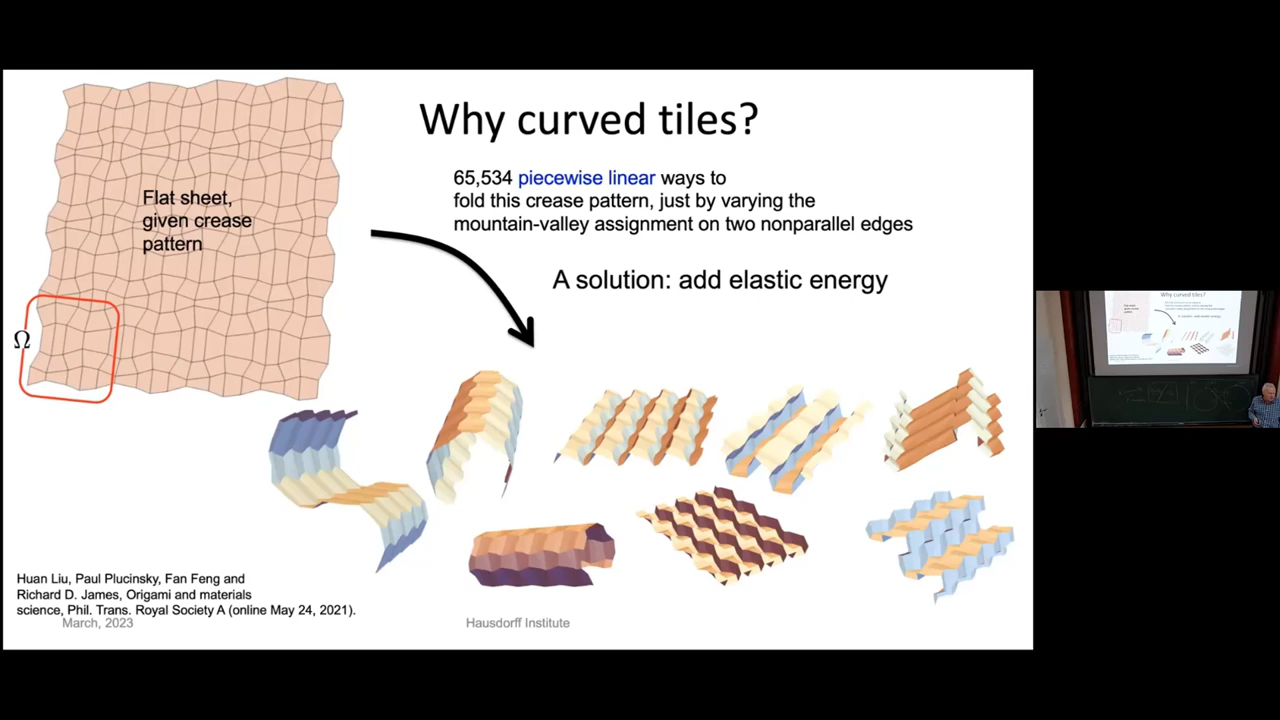 Why curved tiles?
65,534 piecewise linear ways to
fold this crease pattern, just by varying the
mountain-valley assignment on two nonparallel edges
A solution: add elastic energy
Flat sheet,
given crease
pattern
Ω
Huan Liu, Paul Plucinsky, Fan Feng and
Richard D. James, Origami and materials
science, Phil. Trans. Royal Society A (online May 24, 2021).
March, 2023
Hausdorff Institute
Why curved tiles?